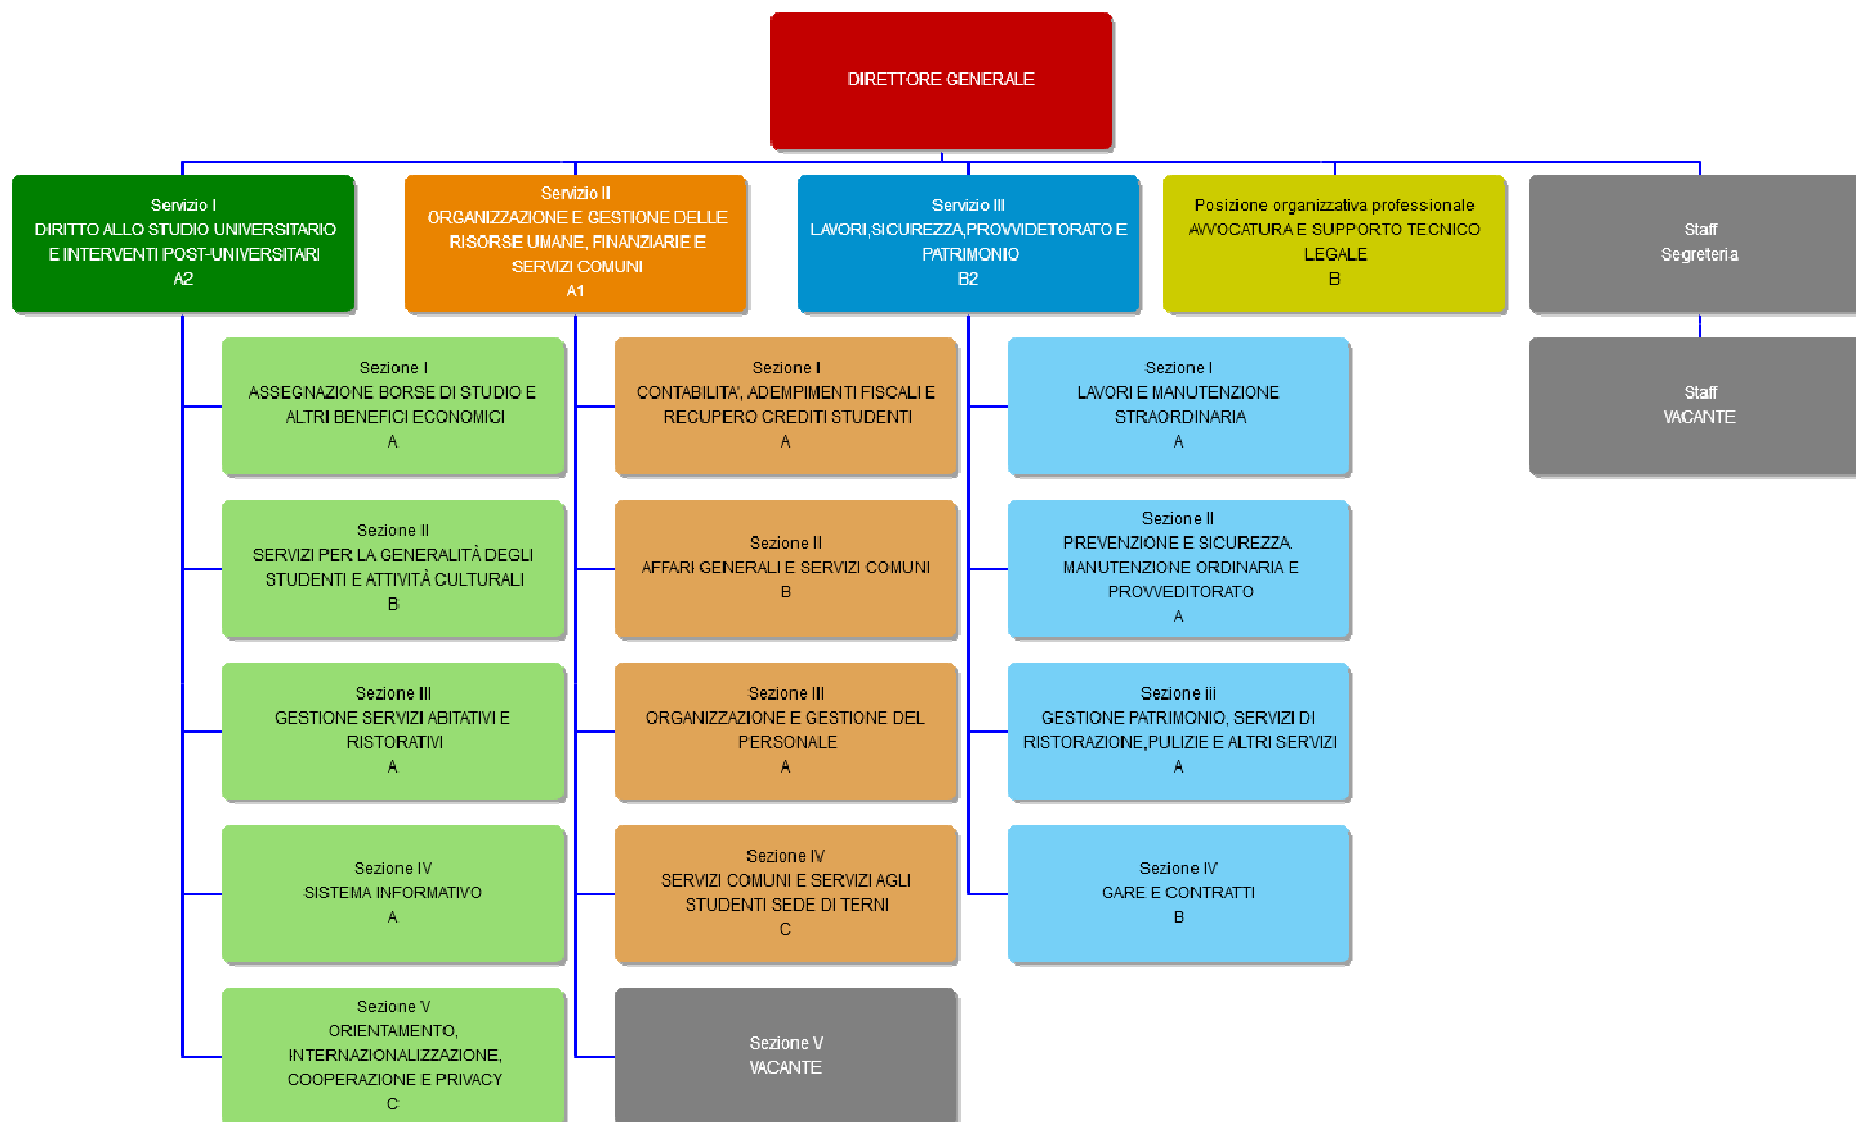 DIRETTORE GENERALE
Servizio I
DIRITTO ALLO STUDIO UNIVERSITARIO
E INTERVENTI POST-UNIVERSITARI
A2
Servizio II
ORGANIZZAZIONE E GESTIONE DELLE
RISORSE UMANE, FINANZIARIE E
SERVIZI COMUNI
A1
Servizio III
LAVORI,SICUREZZA,PROVVIDETORATO E
PATRIMONIO
B2
Posizione organizzativa professionale
AVVOCATURA E SUPPORTO TECNICO
LEGALE
B
Staff
Segreteria
Sezione I
ASSEGNAZIONE BORSE DI STUDIO E
ALTRI BENEFICI ECONOMICI
A
Sezione I
CONTABILITA', ADEMPIMENTI FISCALI E
RECUPERO CREDITI STUDENTI
A
Sezione I
LAVORI E MANUTENZIONE
STRAORDINARIA
A
Staff
VACANTE
Sezione II
SERVIZI PER LA GENERALITÀ DEGLI
STUDENTI E ATTIVITÀ CULTURALI
B
Sezione II
AFFARI GENERALI E SERVIZI COMUNI
B
Sezione II
PREVENZIONE E SICUREZZA.
MANUTENZIONE ORDINARIA E
PROVVEDITORATO
A
Sezione III
GESTIONE SERVIZI ABITATIVI E
RISTORATIVI
A
Sezione III
ORGANIZZAZIONE E GESTIONE DEL
PERSONALE
A
Sezione iii
GESTIONE PATRIMONIO, SERVIZI DI
RISTORAZIONE,PULIZIE E ALTRI SERVIZI
A
Sezione IV
SISTEMA INFORMATIVO
A
Sezione IV
SERVIZI COMUNI E SERVIZI AGLI
STUDENTI SEDE DI TERNI
C
Sezione IV
GARE E CONTRATTI
B
Sezione V
ORIENTAMENTO,
INTERNAZIONALIZZAZIONE,
COOPERAZIONE E PRIVACY
C
Sezione V
VACANTE